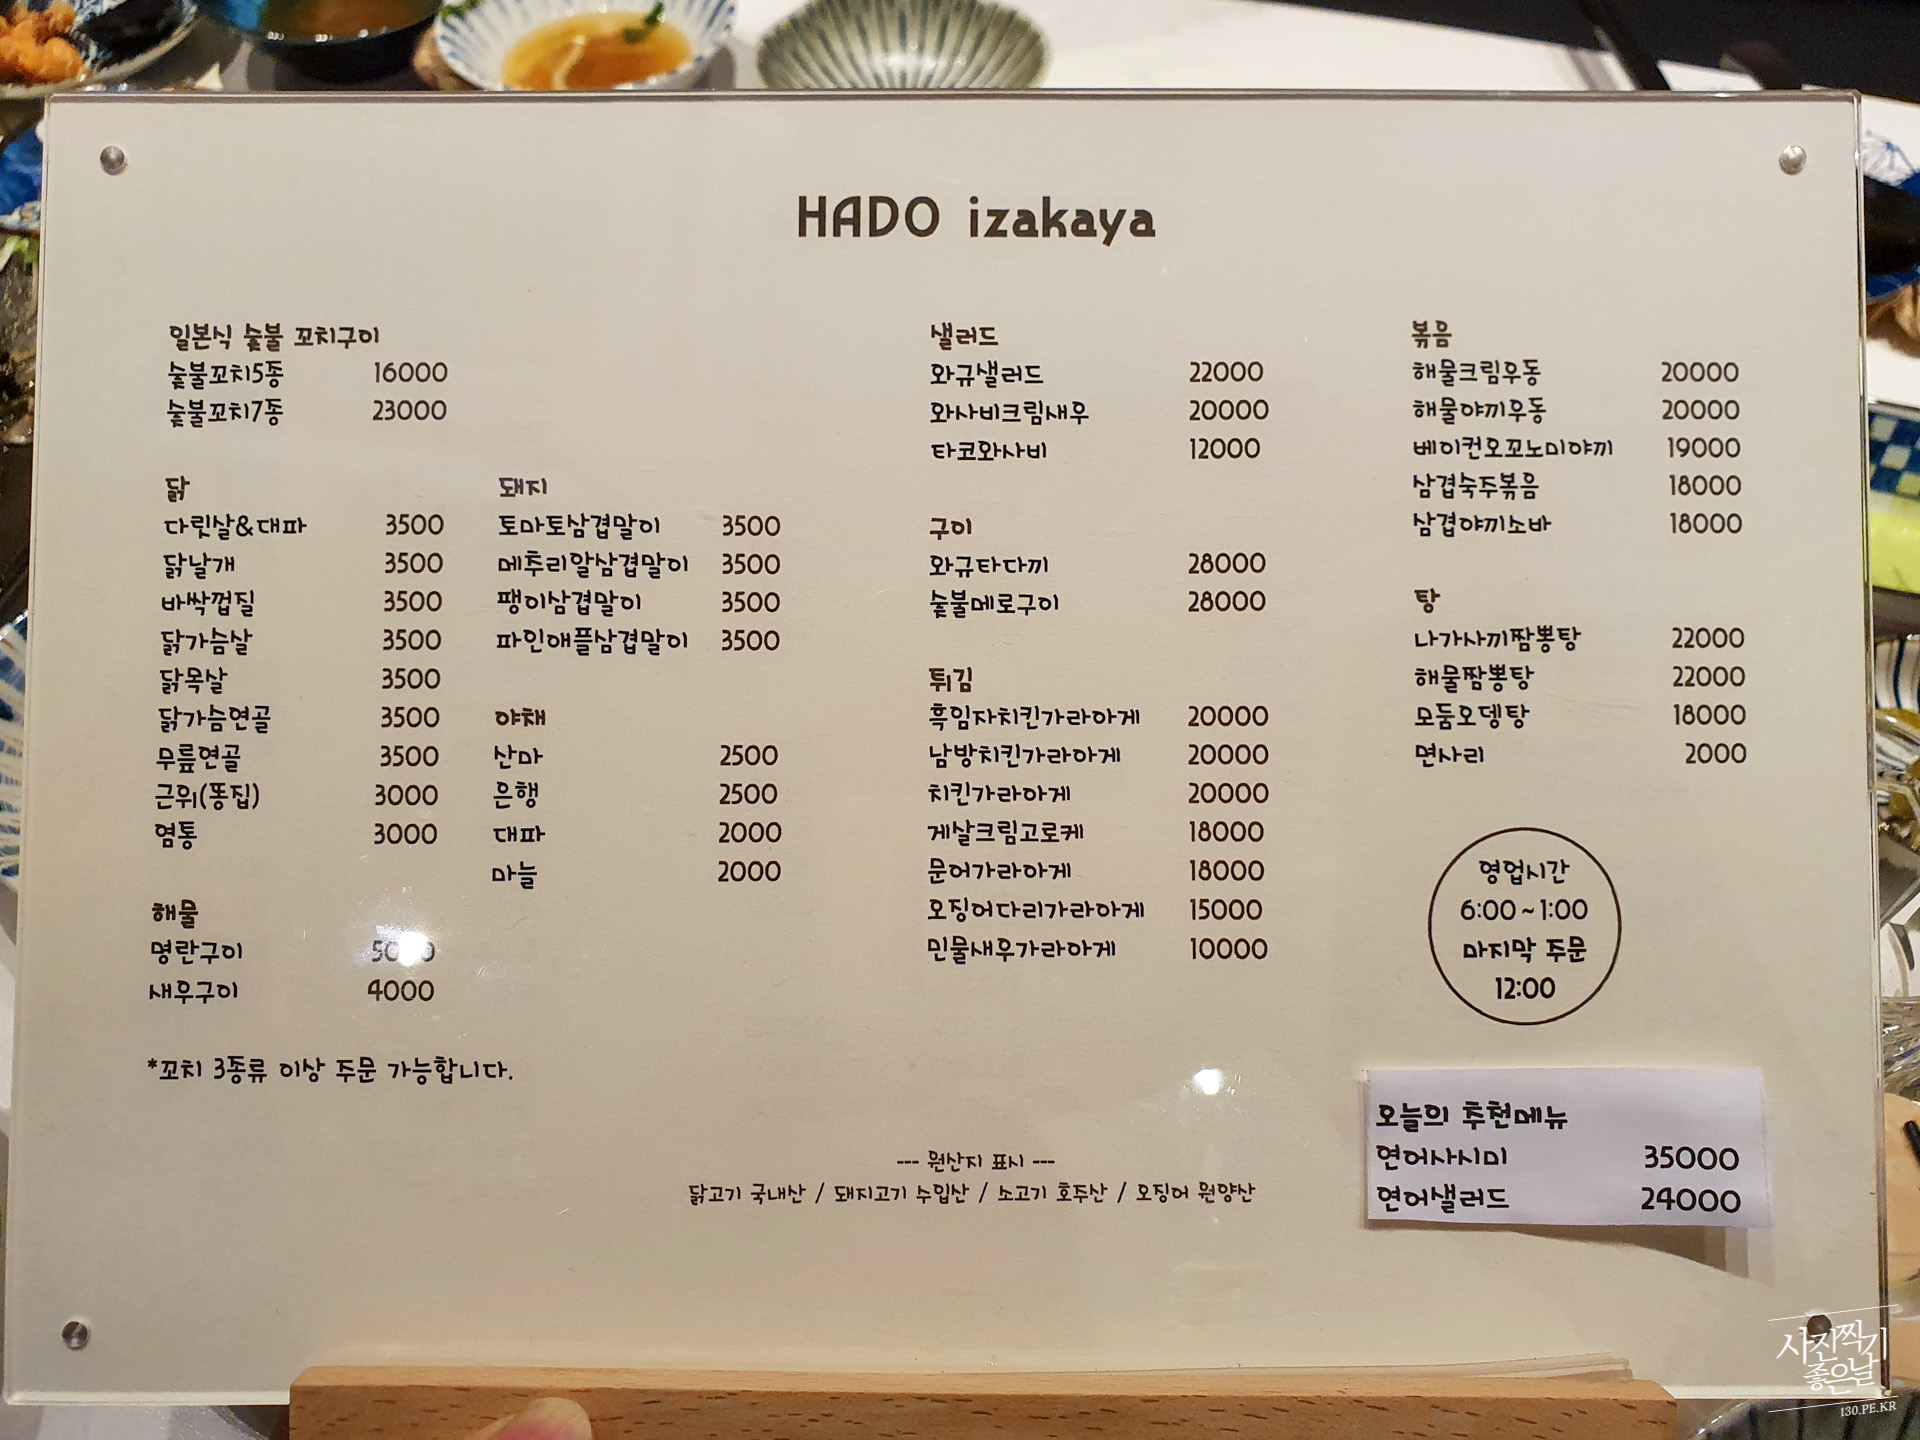 HADO izakaya
일본식 숯불 꼬치구이
숯불꼬치5종 16000
숯불꼬치7종 23000
닭
다릿살&대파 3500
닭날개 3500
바싹껍질 3500
닭가슴살 3500
닭목살 3500
닭가슴연골 3500
무릎연골 3500
근위(똥집) 3000
염통 3000
해물
명란구이
새우구이 4000
*꼬치 3종류 이상 주문 가능합니다.
돼지
토마토삼겹말이 3500
메추리알삼겹말이 3500
팽이삼겹말이 3500
파인애플삼겹말이 3500
야채
산마 2500
은행 2500
대파 2000
마늘 2000
샐러드
와규샐러드 22000
와사비크림새우 20000
타코와사비 12000
구이
와규타다끼 28000
숯불메로구이 28000
튀김
흑임자치킨가라아게 20000
남방치킨가라아게 20000
치킨가라아게 20000
게살크림고로케 18000
문어가라아게 18000
오징어다리가라아게 15000
민물새우가라아게 10000
볶음
해물크림우동 20000
해물야끼우동 20000
베이컨오꼬노미야끼 19000
삼겹숙주볶음 18000
삼겹야끼소바 18000
탕
나가사끼짬뽕탕 22000
해물짬뽕탕 22000
모둠오뎅탕 18000
면사리 2000
영업시간
6:00~1:00
마지막 주문
12:00
오늘의 추천메뉴
연어사시미 35000
연어샐러드 24000
--- 원산지 표시 ---
닭고기 국내산 / 돼지고기 수입산 / 소고기 호주산 / 오징어 원양산
사진찍기
좋은날
130.PE.KR